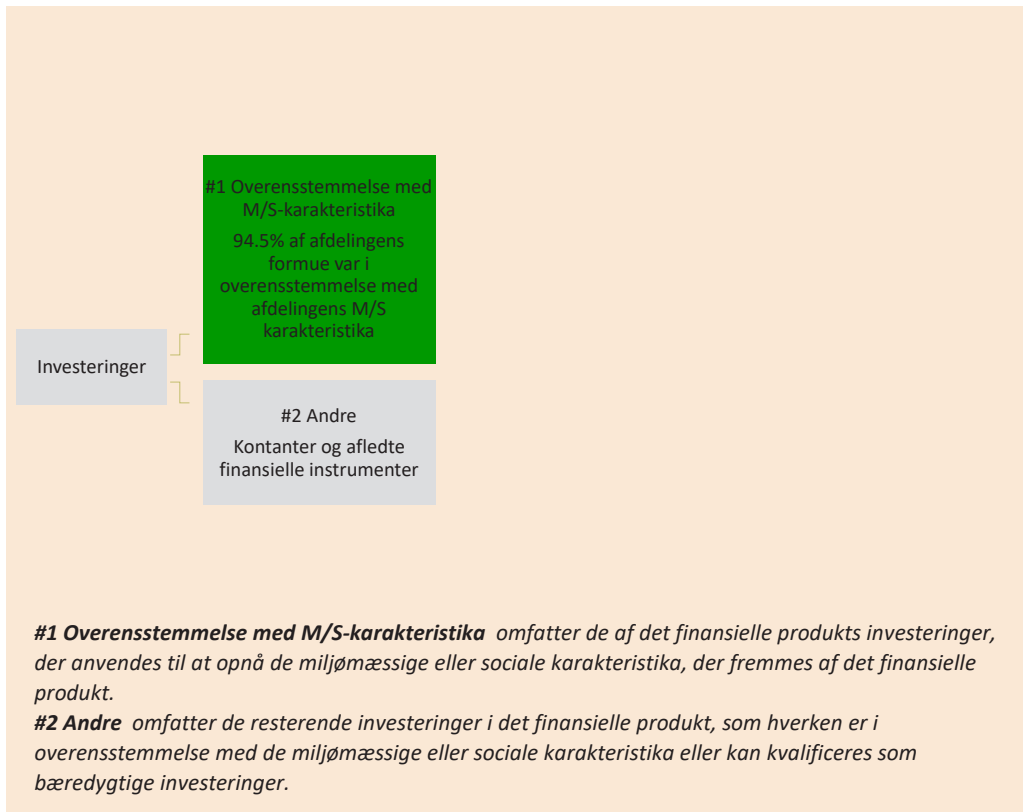 #1 Overensstemmelse med
M/S-karakteristika
94.5% af afdelingens
formue var i
overensstemmelse med
afdelingens M/S
karakteristika
Investeringer
#2 Andre
Kontanter og afledte
finansielle instrumenter
#1 Overensstemmelse med M/S-karakteristika omfatter de af det finansielle produkts investeringer,
der anvendes til at opnå de miljømæssige eller sociale karakteristika, der fremmes af det finansielle
produkt.
#2 Andre omfatter de resterende investeringer i det finansielle produkt, som hverken er i
overensstemmelse med de miljømæssige eller sociale karakteristika eller kan kvalificeres som
bæredygtige investeringer.